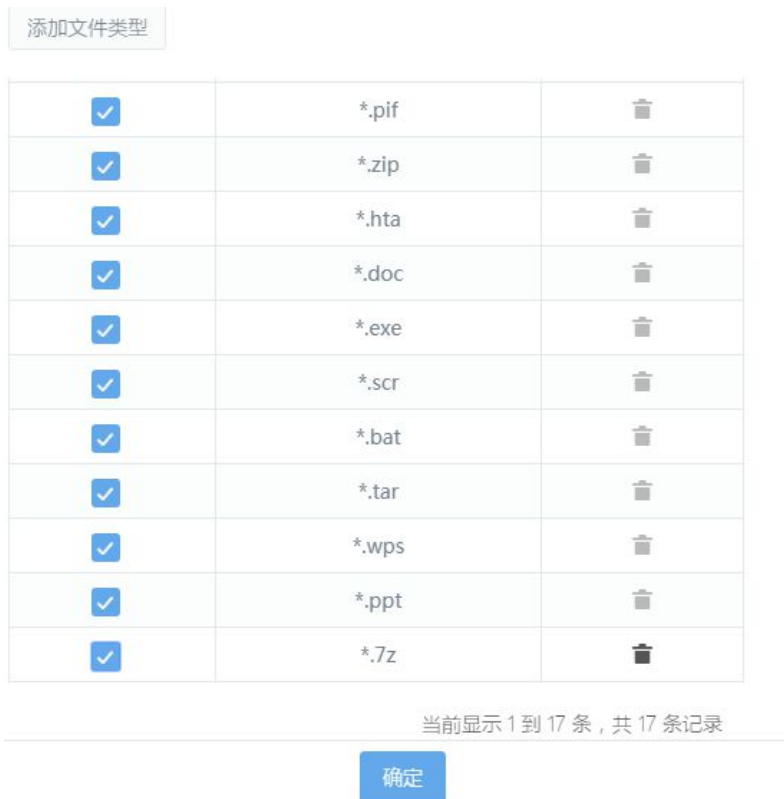 添加文件类型
*.pif
*.zip
*.hta
*.doc
*.exe
*.scr
*.bat
*.tar
*.wps
*.ppt
*.7z
当前显示 1 到 17 条，共 17 条记录
确定